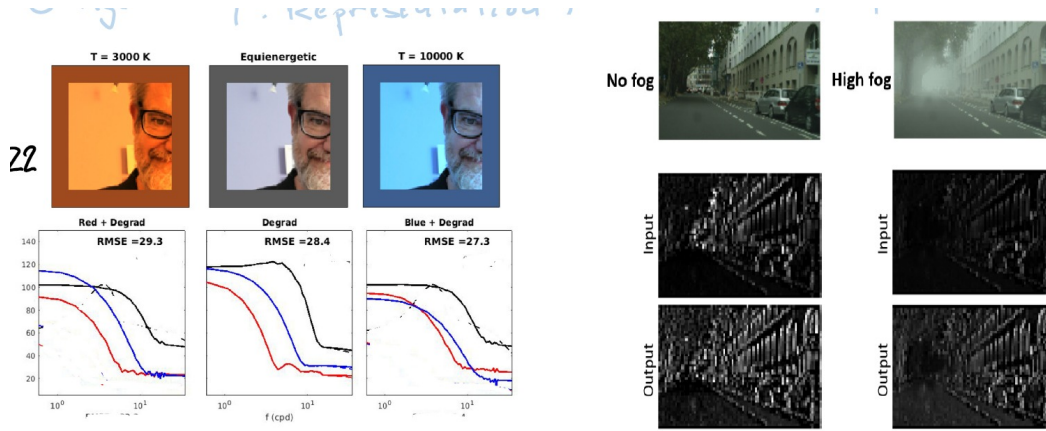 Representation
T = 3000 K
Equienergetic
T = 10000 K
22
Red + Degrad
Degrad
Blue + Degrad
RMSE =29.3
RMSE =28.4
RMSE =27.3
140
120
100
80
60
40
20
10⁰
10¹
10⁰
10¹
10⁰
10¹
f (cpd)
No fog
High fog
Input
Input
Output
Output